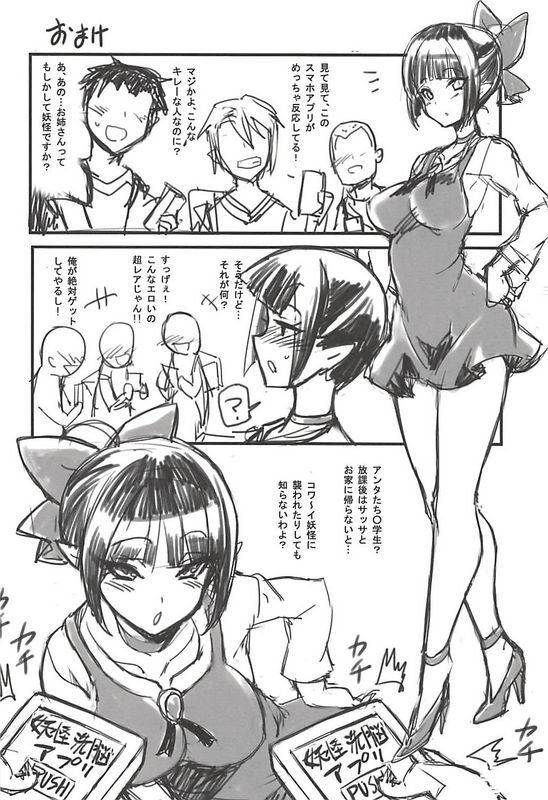 おまけ
見て見て、この
スマホアプリが
めっちゃ反応してる!
マジかよ、こんな
キレーな人なのに?
あ、あの…お姉さんって
もしかして妖怪ですか?
そうだけど…
それが何?
すっげぇ!
こんなエロいの
超レアじゃん!!
俺が絶対ゲット
してやるし!
?
アンタたち〇学生?
放課後はサッサと
お家に帰らないと…
コワ〜イ妖怪に
襲われたりしても
知らないわよ?
カチ
カチ
カチ
妖怪洗脳
アプリ
PUSH
妖怪洗脳
アプリ
PUSH